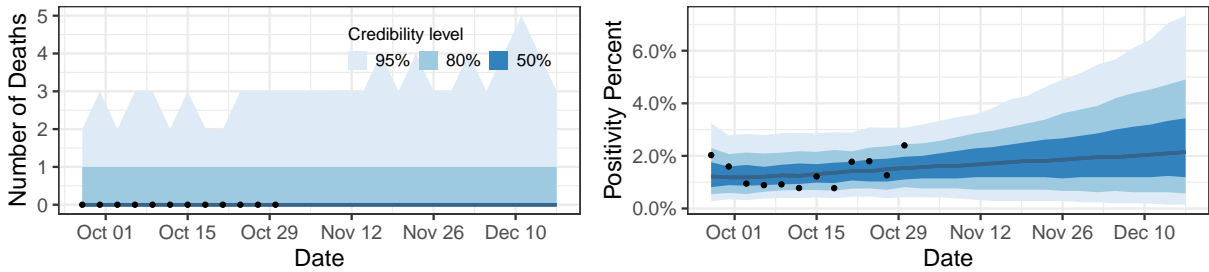 Number of Deaths
5
4
3
2
1
0
Credibility level
95% 80% 50%
Oct 01 Oct 15 Oct 29 Nov 12 Nov 26 Dec 10
Date
Positivity Percent
6.0%
4.0%
2.0%
0.0%
Oct 01 Oct 15 Oct 29 Nov 12 Nov 26 Dec 10
Date